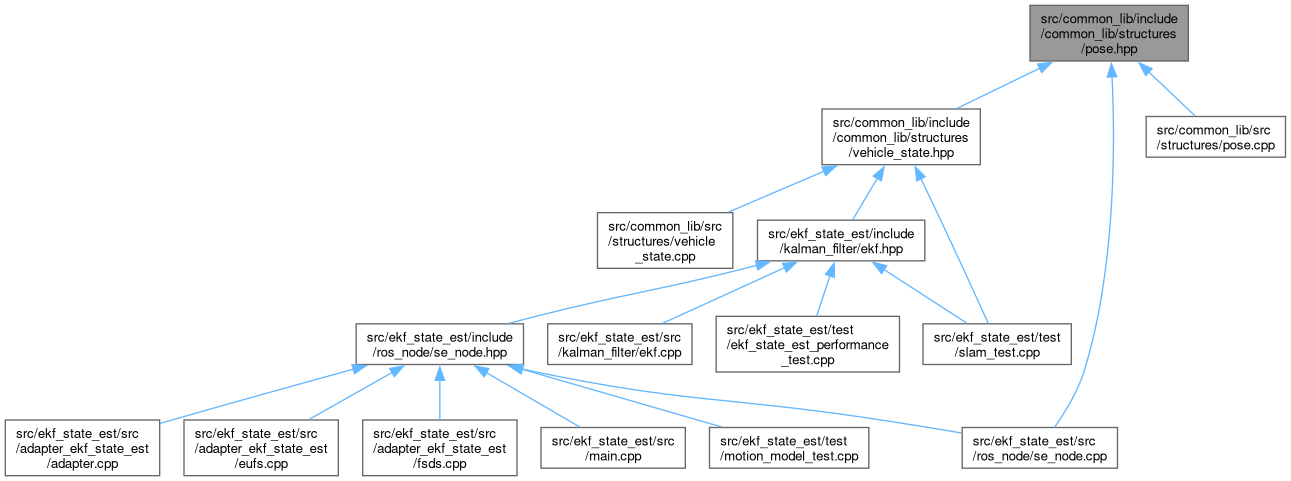 src/common_lib/include
/common_lib/structures
/pose.hpp
src/common_lib/include
/common_lib/structures
/vehicle_state.hpp
src/common_lib/src
/structures/pose.cpp
src/common_lib/src
/structures/vehicle
_state.cpp
src/ekf_state_est/include
/kalman_filter/ekf.hpp
src/ekf_state_est/include
/ros_node/se_node.hpp
src/ekf_state_est/src
/kalman_filter/ekf.cpp
src/ekf_state_est/test
/ekf_state_est_performance
_test.cpp
src/ekf_state_est/test
/slam_test.cpp
src/ekf_state_est/src
/adapter_ekf_state_est
/adapter.cpp
src/ekf_state_est/src
/adapter_ekf_state_est
/eufs.cpp
src/ekf_state_est/src
/adapter_ekf_state_est
/fsds.cpp
src/ekf_state_est/src
/main.cpp
src/ekf_state_est/test
/motion_model_test.cpp
src/ekf_state_est/src
/ros_node/se_node.cpp